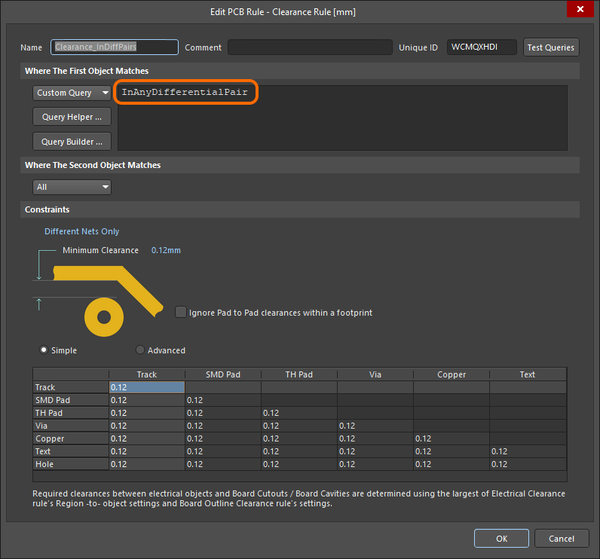 Edit PCB Rule - Clearance Rule [mm]
Name Clearance_InDiffPairs Comment Unique ID WCMQXHDI Test Queries
Where The First Object Matches
Custom Query InAnyDifferentialPair
Query Helper ...
Query Builder ...
Where The Second Object Matches
All
Constraints
Different Nets Only
Minimum Clearance 0.12mm
Ignore Pad to Pad clearances within a footprint
Simple Advanced
Track SMD Pad TH Pad Via Copper Text
Track 0.12
SMD Pad 0.12 0.12
TH Pad 0.12 0.12 0.12
Via 0.12 0.12 0.12 0.12
Copper 0.12 0.12 0.12 0.12 0.12
Text 0.12 0.12 0.12 0.12 0.12 0.12
Hole 0.12 0.12 0.12 0.12 0.12 0.12
Required clearances between electrical objects and Board Cutouts / Board Cavities are determined using the largest of Electrical Clearance
rule's Region -to- object settings and Board Outline Clearance rule's settings.
OK Cancel